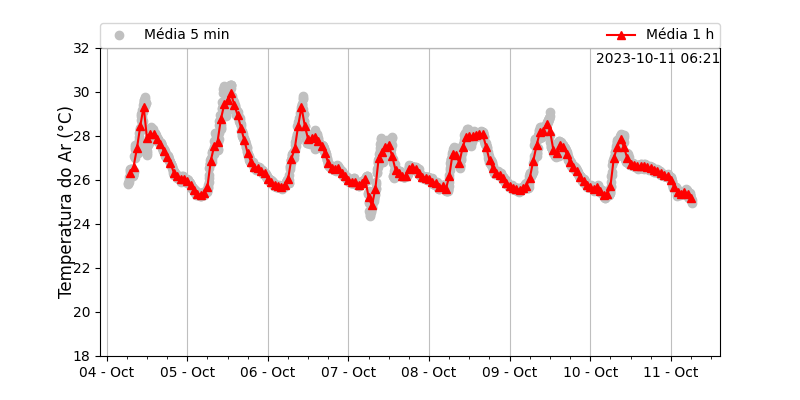 Média 5 min
Média 1 h
2023-10-11 06:21
Temperatura do Ar (°C)
32
30
28
26
24
22
20
18
04 - Oct
05 - Oct
06 - Oct
07 - Oct
08 - Oct
09 - Oct
10 - Oct
11 - Oct